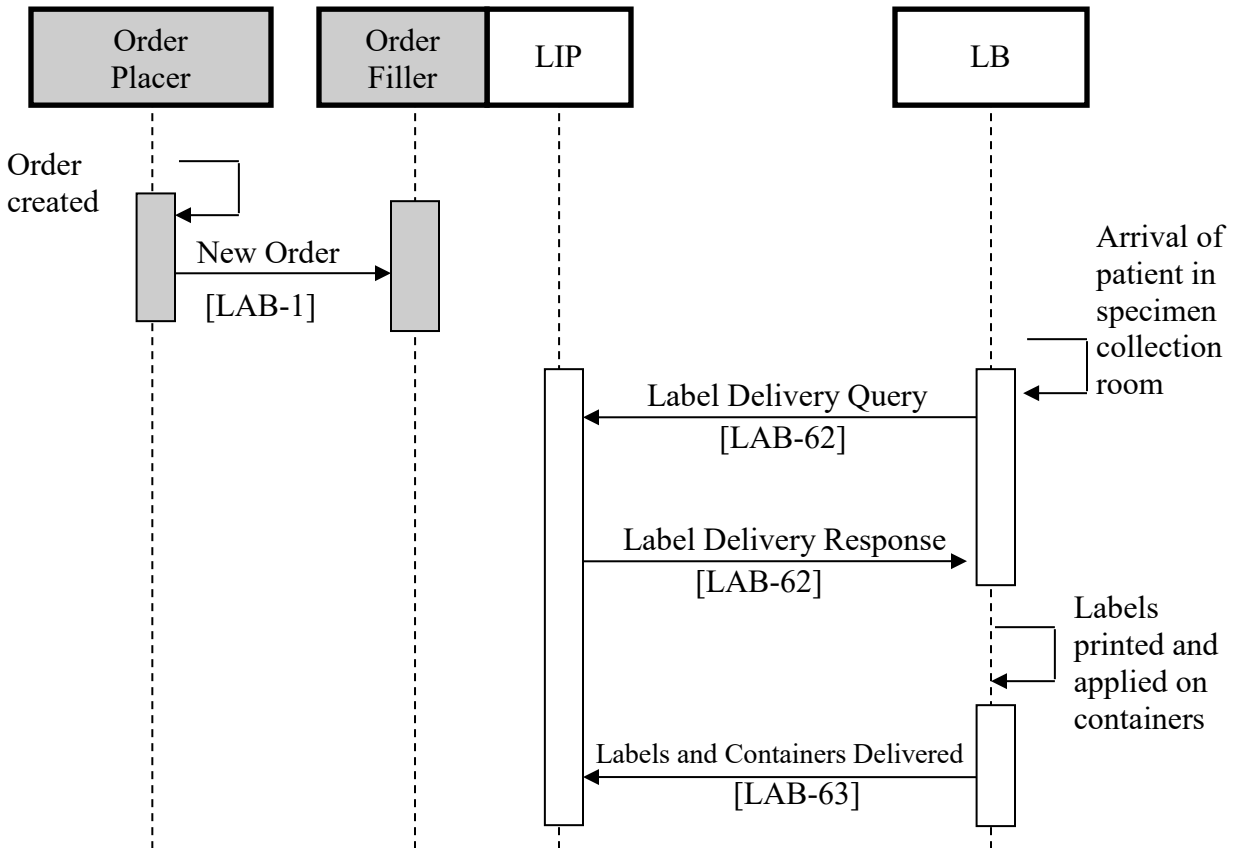 Order
Placer
Order
Filler
LIP
LB
Order
created
New Order
[LAB-1]
Arrival of
patient in
specimen
collection
room
Label Delivery Query
[LAB-62]
Label Delivery Response
[LAB-62]
Labels
printed and
applied on
containers
Labels and Containers Delivered
[LAB-63]